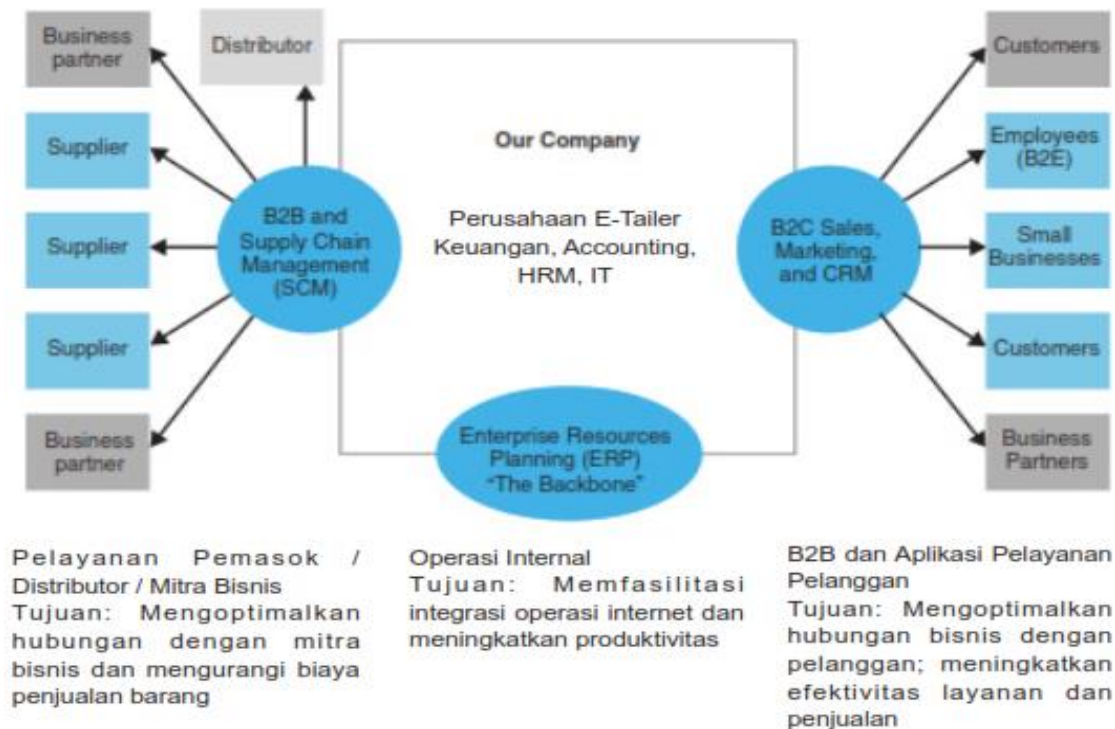 Business
partner
Distributor
Customers
Supplier
Our Company
Employees
(B2E)
B2B and
Supply Chain
Management
(SCM)
Supplier
Perusahaan E-Tailer
Keuangan, Accounting,
HRM, IT
B2C Sales,
Marketing,
and CRM
Small
Businesses
Supplier
Customers
Business
partner
Enterprise Resources
Planning (ERP)
"The Backbone"
Business
Partners
Pelayanan Pemasok /
Distributor / Mitra Bisnis
Tujuan: Mengoptimalkan
hubungan dengan mitra
bisnis dan mengurangi biaya
penjualan barang
Operasi Internal
Tujuan: Memfasilitasi
integrasi operasi internet dan
meningkatkan produktivitas
B2B dan Aplikasi Pelayanan
Pelanggan
Tujuan: Mengoptimalkan
hubungan bisnis dengan
pelanggan; meningkatkan
efektivitas layanan dan
penjualan